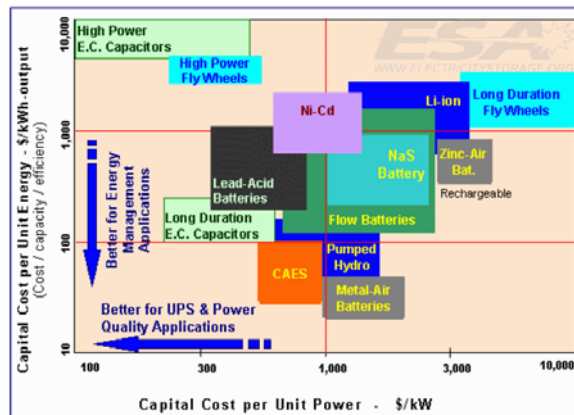 High Power
E.C. Capacitors
High Power
Fly Wheels
ESA
WWW.ELECTRICITYSTORAGE.ORG
Li-ion
Long Duration
Fly Wheels
Ni-Cd
NaS
Battery
Zinc-Air
Bat.
Rechargeable
Lead-Acid
Batteries
Flow Batteries
Long Duration
E.C. Capacitors
Pumped
Hydro
CAES
Metal-Air
Batteries
Better for Energy
Management
Applications
Better for UPS & Power
Quality Applications
10,000
1,000
100
10
Capital Cost per Unit Energy - $/kWh-output
(Cost / capacity / efficiency)
100
300
1,000
3,000
10,000
Capital Cost per Unit Power - $/kW